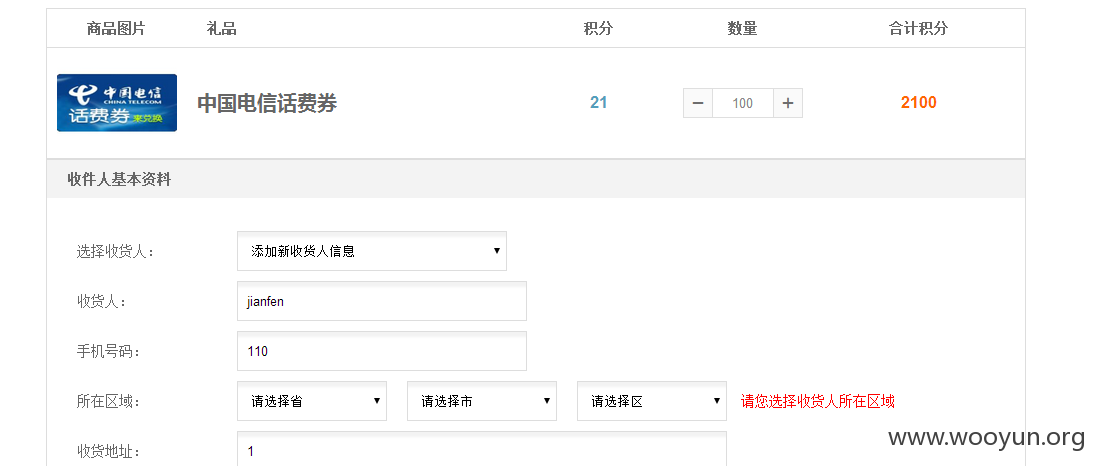 商品图片 礼品 积分 数量 合计积分
中国电信
CHINA TELECOM
话费券 来兑换
中国电信话费券 21 − 100 + 2100
收件人基本资料
选择收货人： 添加新收货人信息
收货人： jianfen
手机号码： 110
所在区域： 请选择省 请选择市 请选择区 请您选择收货人所在区域
收货地址： 1
www.wooyun.org